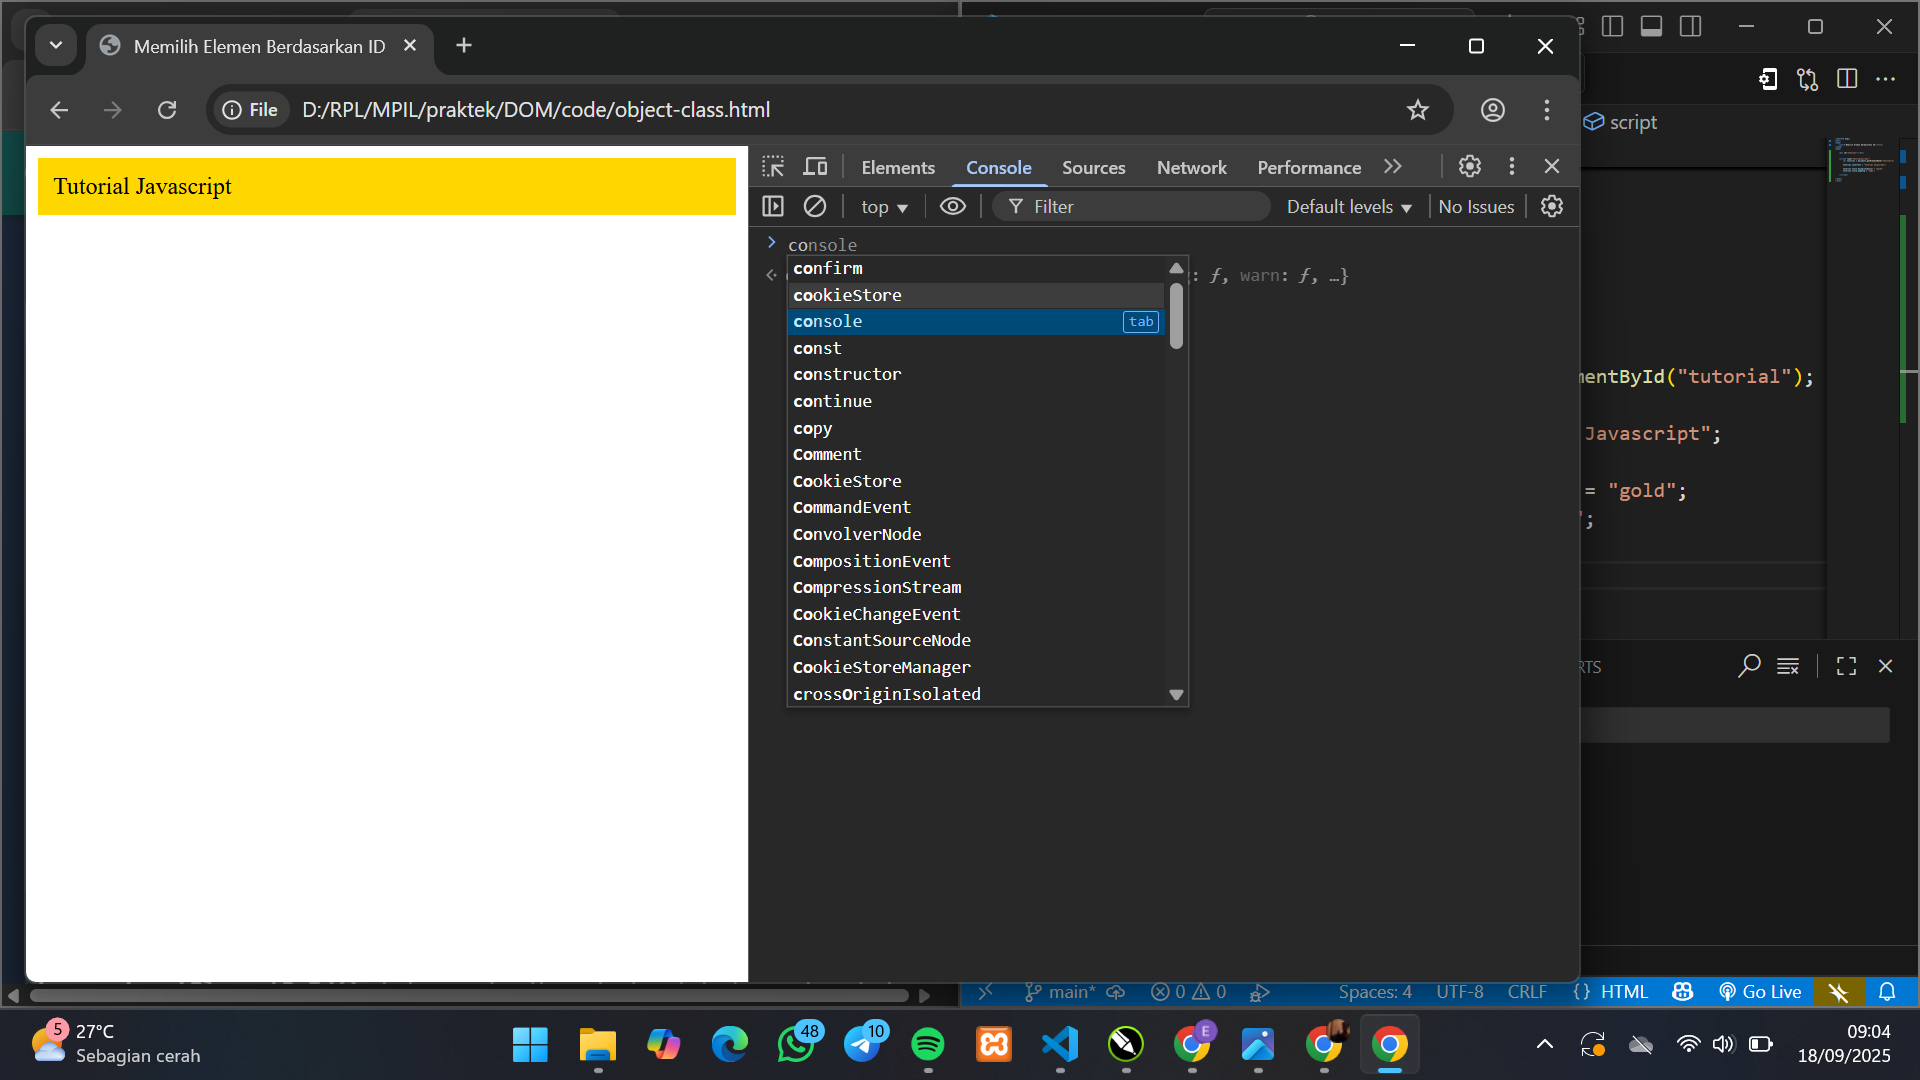 Memilih Elemen Berdasarkan ID
File
D:/RPL/MPIL/praktek/DOM/code/object-class.html
script
Tutorial Javascript
Elements
Console
Sources
Network
Performance
top
Filter
Default levels
No Issues
console
: ƒ, warn: ƒ, …}
confirm
cookieStore
console
tab
const
constructor
continue
copy
Comment
CookieStore
CommandEvent
ConvolverNode
CompositionEvent
CompressionStream
CookieChangeEvent
ConstantSourceNode
CookieStoreManager
crossOriginIsolated
mentById("tutorial");
Javascript";
= "gold";
";
RTS
main*
0
0
Spaces: 4
UTF-8
CRLF
{} HTML
Go Live
5
27°C
Sebagian cerah
48
10
E
09:04
18/09/2025